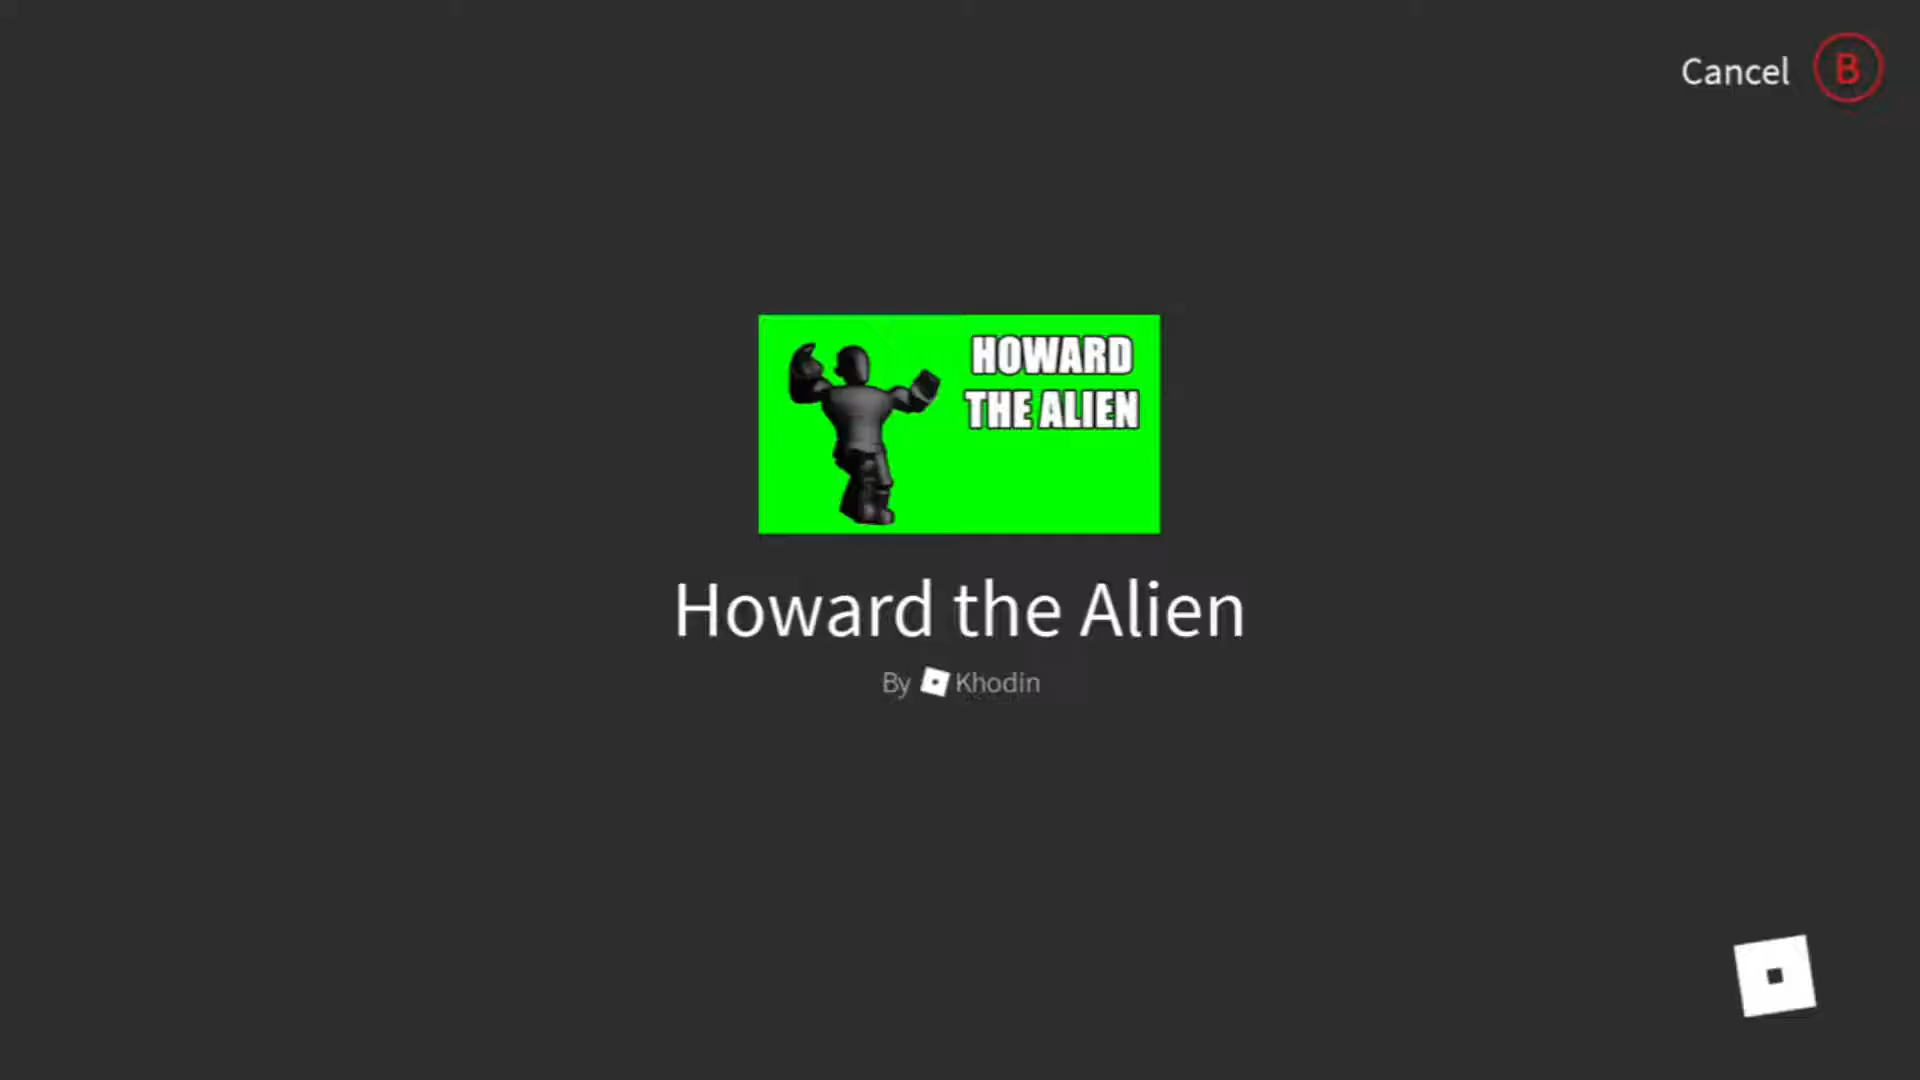 Cancel B
HOWARD
THE ALIEN
Howard the Alien
By Khodin